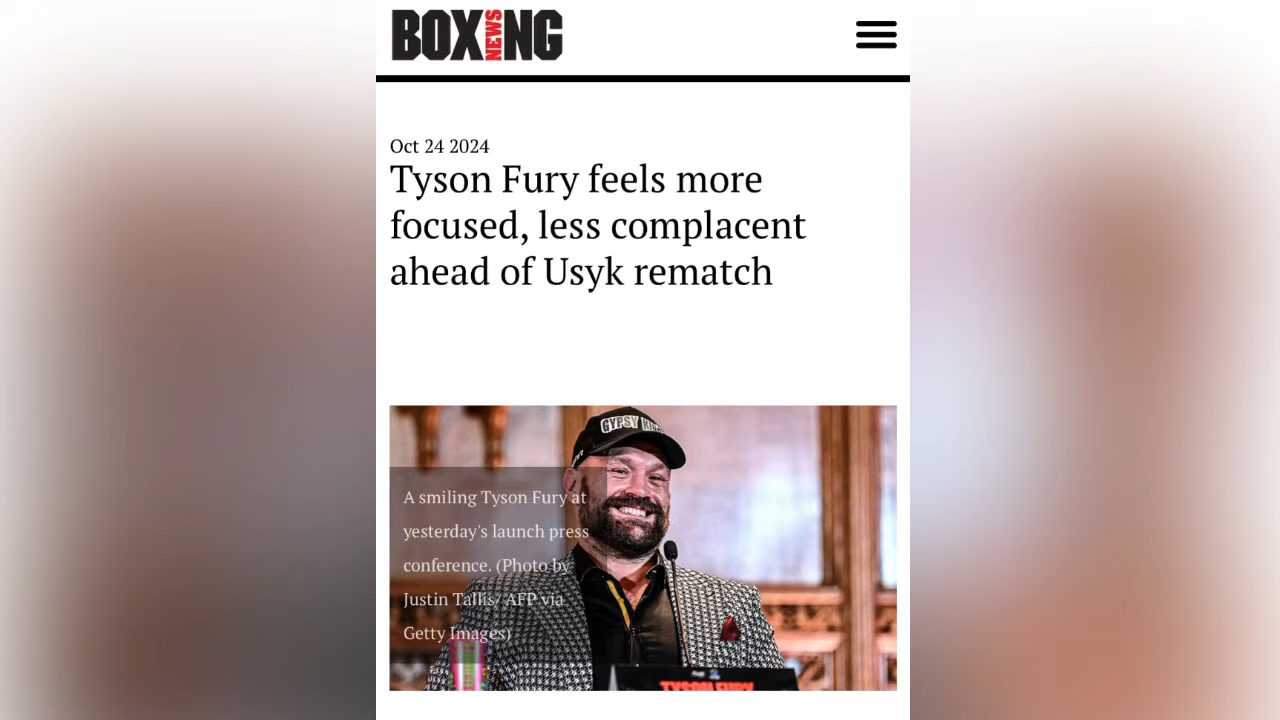 BOXING NEWS
Oct 24 2024
Tyson Fury feels more
focused, less complacent
ahead of Usyk rematch
GYPSY KING
A smiling Tyson Fury at
yesterday's launch press
conference. (Photo by
Justin Tallis/ AFP via
Getty Images)
TYSON FURY